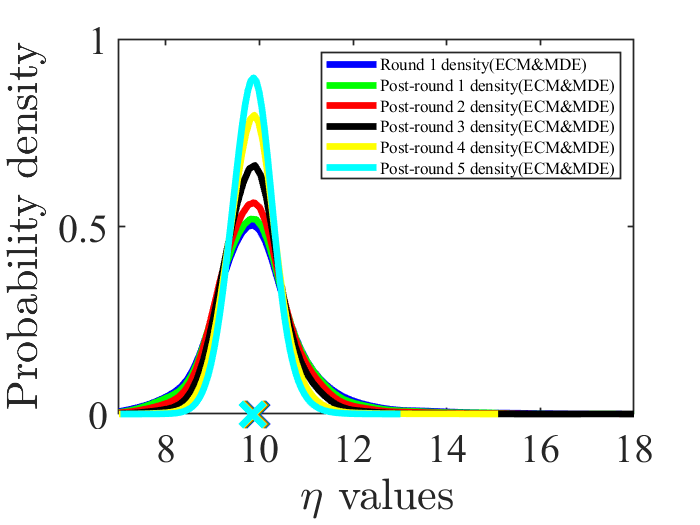 1
Round 1 density(ECM&MDE)
Post-round 1 density(ECM&MDE)
Post-round 2 density(ECM&MDE)
Post-round 3 density(ECM&MDE)
Post-round 4 density(ECM&MDE)
Post-round 5 density(ECM&MDE)
Probability density
0.5
0
8 10 12 14 16 18
η values